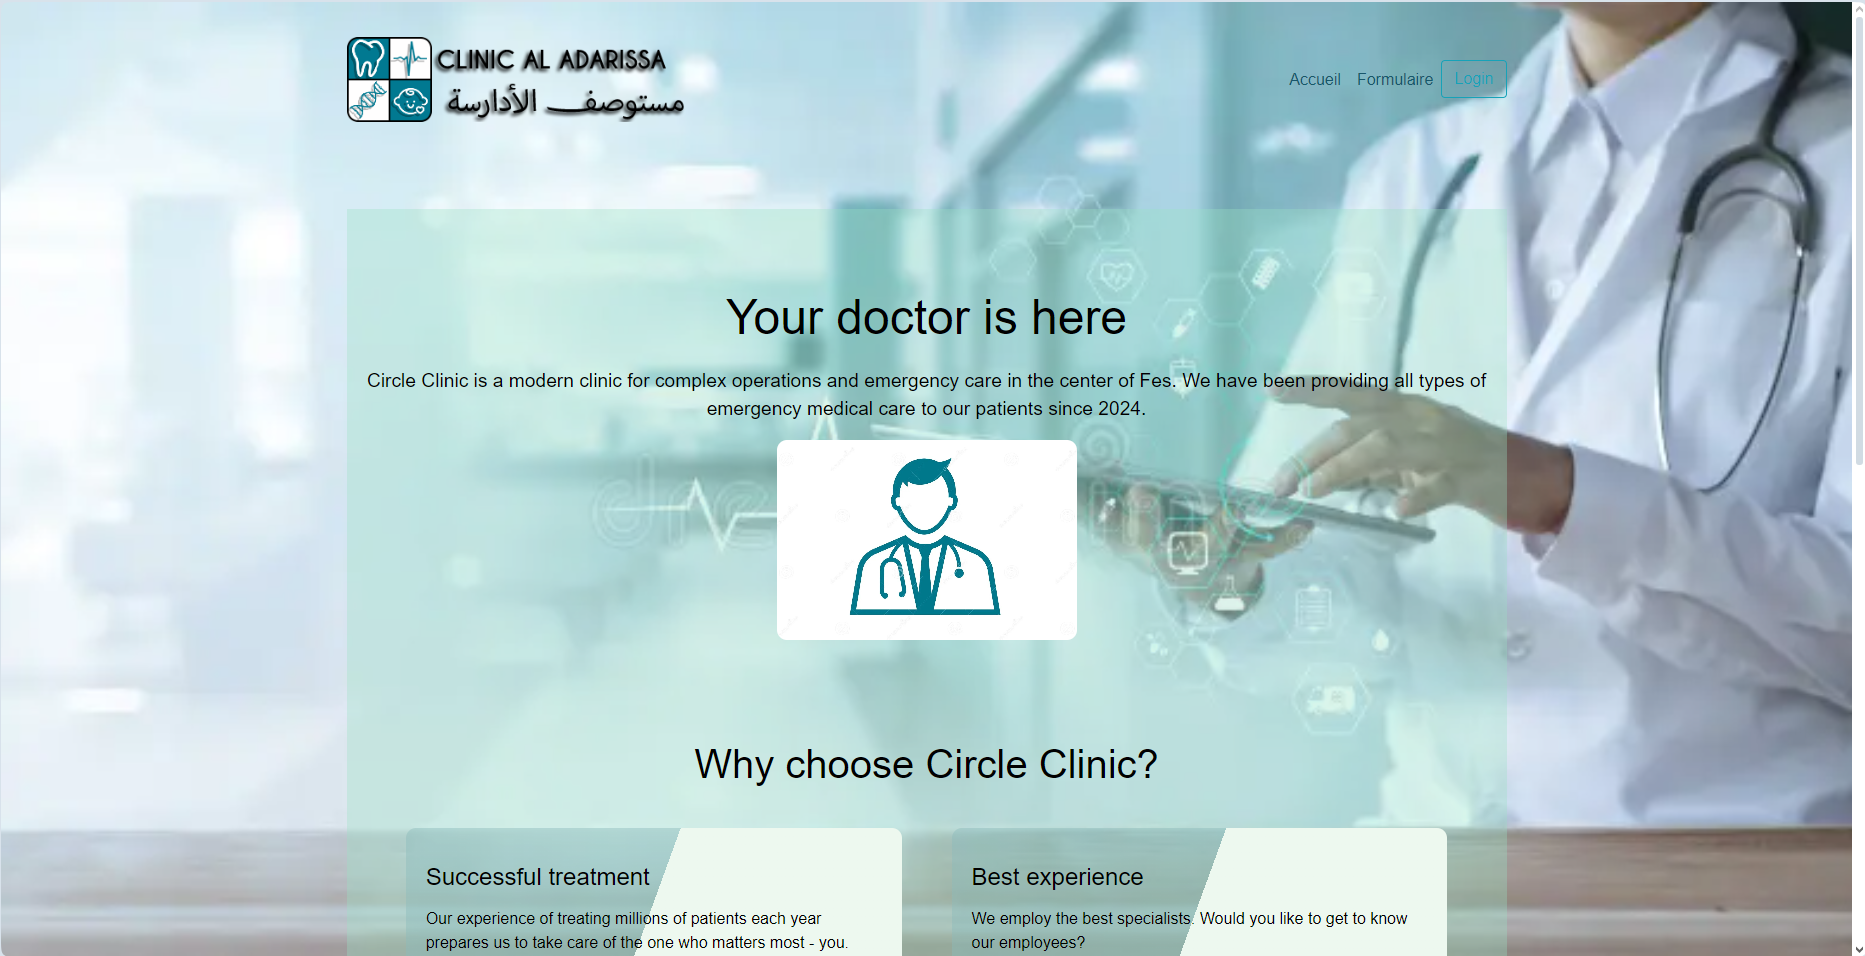 CLINIC AL ADARISSA
مستوصف الأدارسة
Accueil Formulaire Login
Your doctor is here
Circle Clinic is a modern clinic for complex operations and emergency care in the center of Fes. We have been providing all types of
emergency medical care to our patients since 2024.
Why choose Circle Clinic?
Successful treatment
Our experience of treating millions of patients each year
prepares us to take care of the one who matters most - you.
Best experience
We employ the best specialists. Would you like to get to know
our employees?